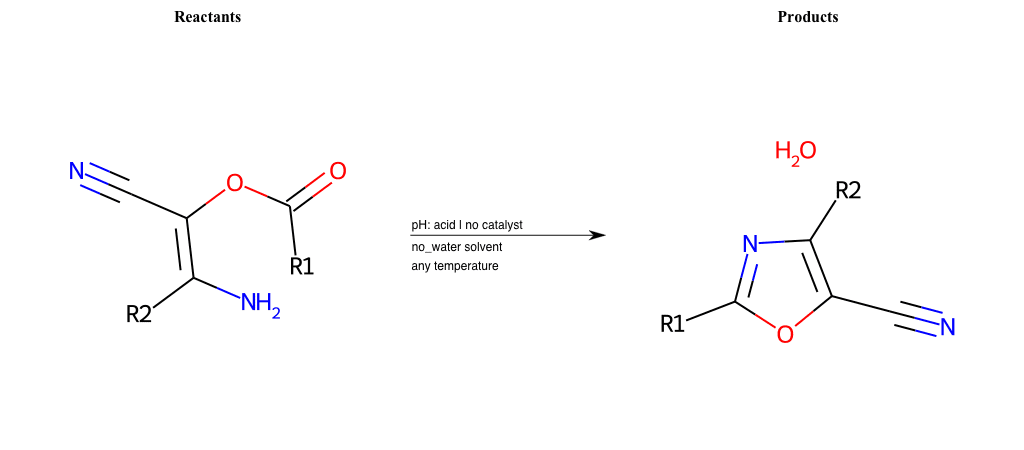 Reactants
Products
H2O
N
O
O
R2
pH: acid | no catalyst
N
no_water solvent
any temperature
R1
NH2
R2
R1
O
N